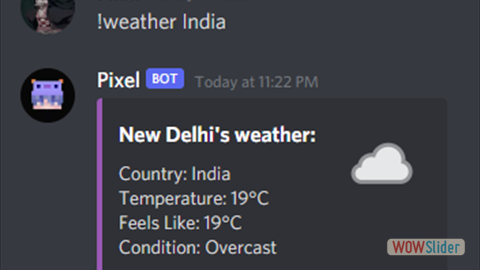 !weather India
Pixel BOT Today at 11:22 PM
New Delhi's weather:
Country: India
Temperature: 19°C
Feels Like: 19°C
Condition: Overcast
WOWSlider